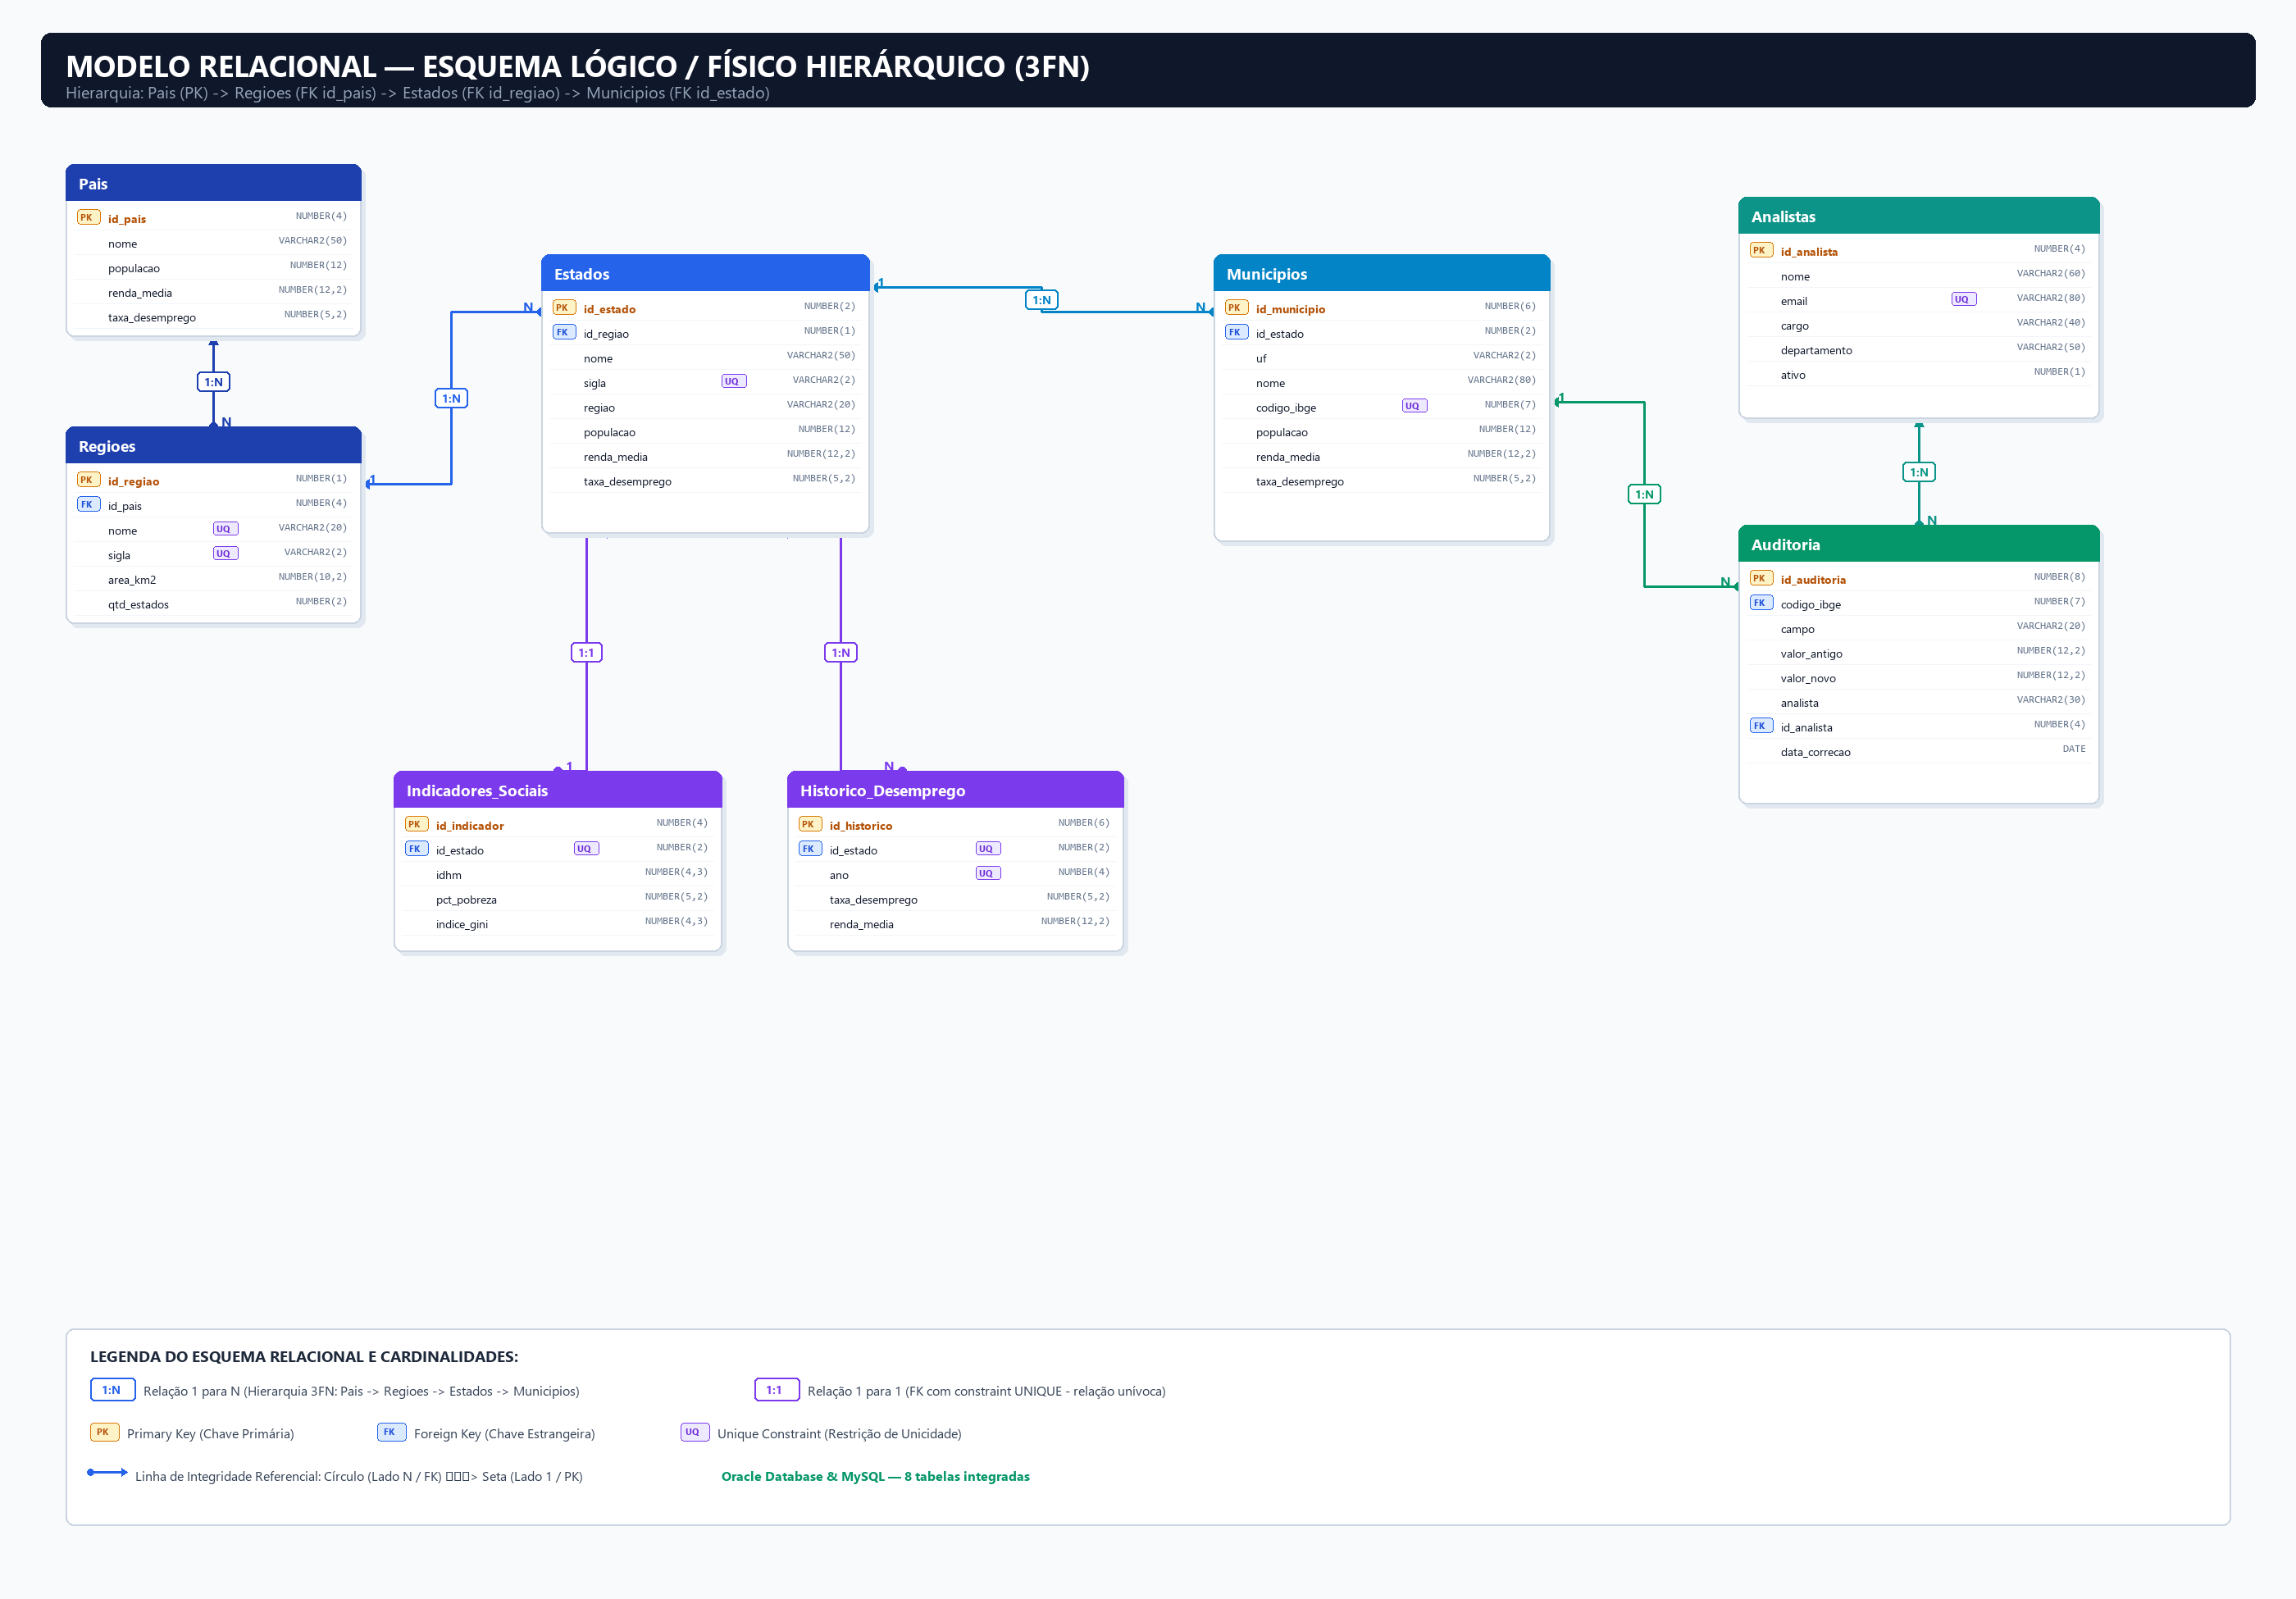 MODELO RELACIONAL — ESQUEMA LÓGICO / FÍSICO HIERÁRQUICO (3FN)
Hierarquia: Pais (PK) -> Regioes (FK id_pais) -> Estados (FK id_regiao) -> Municipios (FK id_estado)
Pais
PK id_pais NUMBER(4)
nome VARCHAR2(50)
populacao NUMBER(12)
renda_media NUMBER(12,2)
taxa_desemprego NUMBER(5,2)
1:N
N
Regioes
PK id_regiao NUMBER(1)
FK id_pais NUMBER(4)
nome UQ VARCHAR2(20)
sigla UQ VARCHAR2(2)
area_km2 NUMBER(10,2)
qtd_estados NUMBER(2)
1
1:N
N
Estados
PK id_estado NUMBER(2)
FK id_regiao NUMBER(1)
nome VARCHAR2(50)
sigla UQ VARCHAR2(2)
regiao VARCHAR2(20)
populacao NUMBER(12)
renda_media NUMBER(12,2)
taxa_desemprego NUMBER(5,2)
1
1:N
N
Municipios
PK id_municipio NUMBER(6)
FK id_estado NUMBER(2)
uf VARCHAR2(2)
nome VARCHAR2(80)
codigo_ibge UQ NUMBER(7)
populacao NUMBER(12)
renda_media NUMBER(12,2)
taxa_desemprego NUMBER(5,2)
1
1:N
N
Analistas
PK id_analista NUMBER(4)
nome VARCHAR2(60)
email UQ VARCHAR2(80)
cargo VARCHAR2(40)
departamento VARCHAR2(50)
ativo NUMBER(1)
1:N
N
Auditoria
PK id_auditoria NUMBER(8)
FK codigo_ibge NUMBER(7)
campo VARCHAR2(20)
valor_antigo NUMBER(12,2)
valor_novo NUMBER(12,2)
analista VARCHAR2(30)
FK id_analista NUMBER(4)
data_correcao DATE
1:1
1
Indicadores_Sociais
PK id_indicador NUMBER(4)
FK id_estado UQ NUMBER(2)
idhm NUMBER(4,3)
pct_pobreza NUMBER(5,2)
indice_gini NUMBER(4,3)
1:N
N
Historico_Desemprego
PK id_historico NUMBER(6)
FK id_estado UQ NUMBER(2)
ano UQ NUMBER(4)
taxa_desemprego NUMBER(5,2)
renda_media NUMBER(12,2)
LEGENDA DO ESQUEMA RELACIONAL E CARDINALIDADES:
1:N Relação 1 para N (Hierarquia 3FN: Pais -> Regioes -> Estados -> Municipios)
1:1 Relação 1 para 1 (FK com constraint UNIQUE - relação unívoca)
PK Primary Key (Chave Primária)
FK Foreign Key (Chave Estrangeira)
UQ Unique Constraint (Restrição de Unicidade)
Linha de Integridade Referencial: Círculo (Lado N / FK) □□□> Seta (Lado 1 / PK)
Oracle Database & MySQL — 8 tabelas integradas